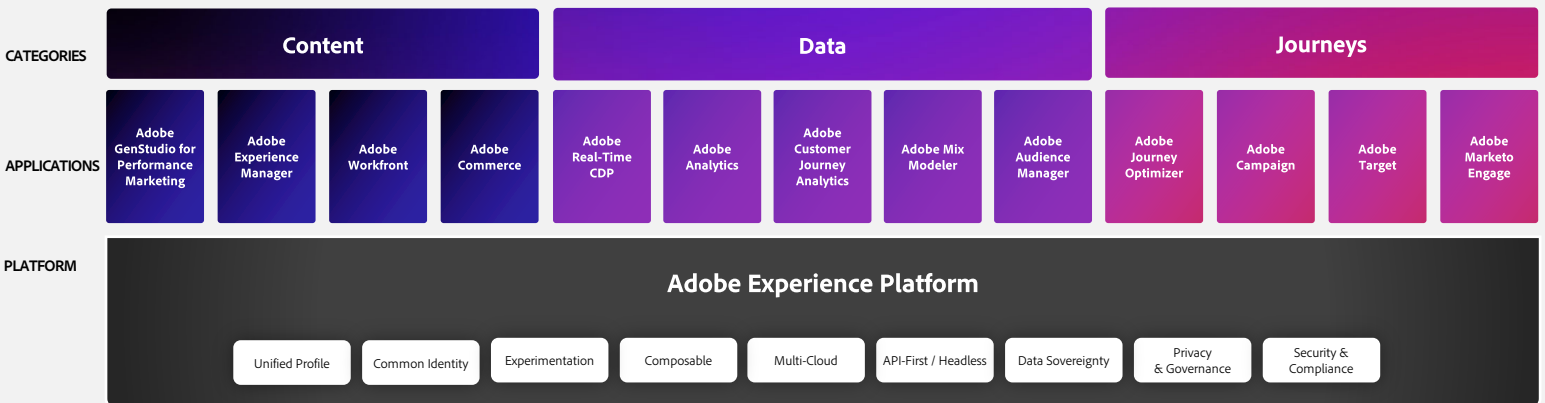 CATEGORIES
Content
Data
Journeys
APPLICATIONS
Adobe
GenStudio for
Performance
Marketing
Adobe
Experience
Manager
Adobe
Workfront
Adobe
Commerce
Adobe
Real-Time
CDP
Adobe
Analytics
Adobe
Customer
Journey
Analytics
Adobe Mix
Modeler
Adobe
Audience
Manager
Adobe
Journey
Optimizer
Adobe
Campaign
Adobe
Target
Adobe
Marketo
Engage
PLATFORM
Adobe Experience Platform
Unified Profile
Common Identity
Experimentation
Composable
Multi-Cloud
API-First / Headless
Data Sovereignty
Privacy
& Governance
Security &
Compliance